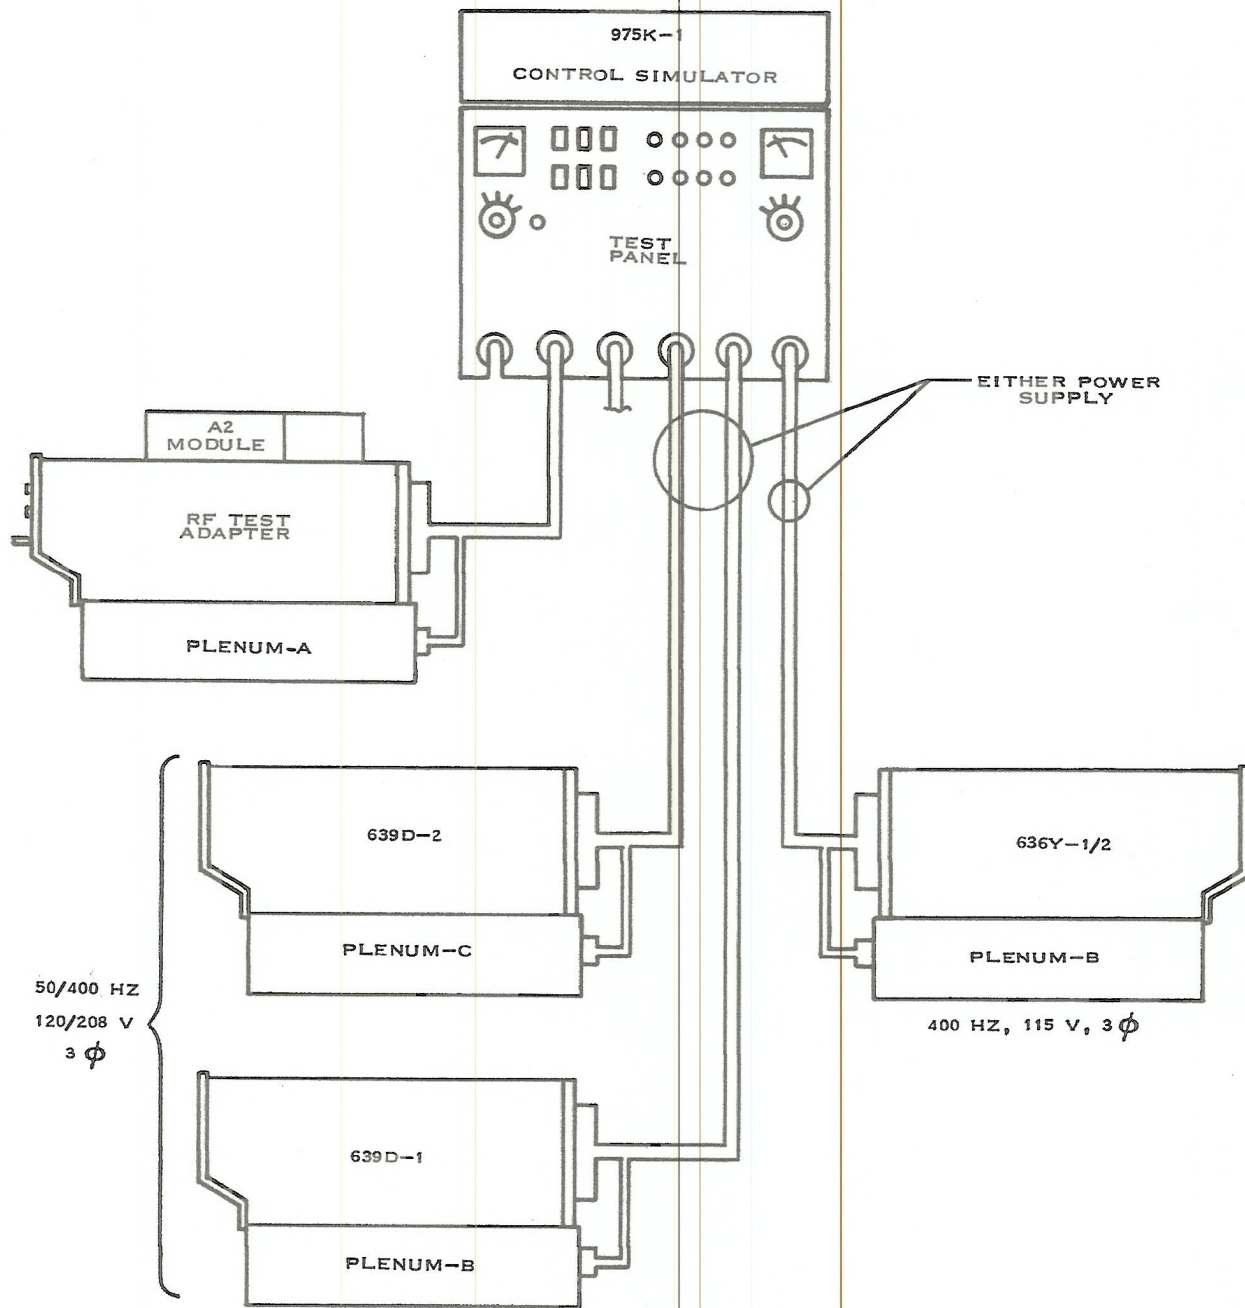 975K-1
CONTROL SIMULATOR
TEST
PANEL
EITHER POWER
SUPPLY
A2
MODULE
RF TEST
ADAPTER
PLENUM-A
639D-2
PLENUM-C
636Y-1/2
PLENUM-B
400 HZ, 115 V, 3 ϕ
50/400 HZ
120/208 V
3 ϕ
639D-1
PLENUM-B